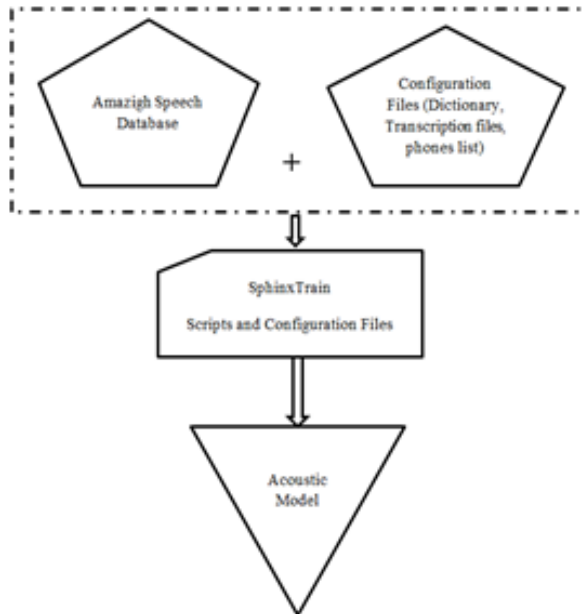 Amazigh Speech
Database
Configuration
Files (Dictionary,
Transcription files,
phones list)
+
SphinxTrain
Scripts and Configuration Files
Acoustic
Model